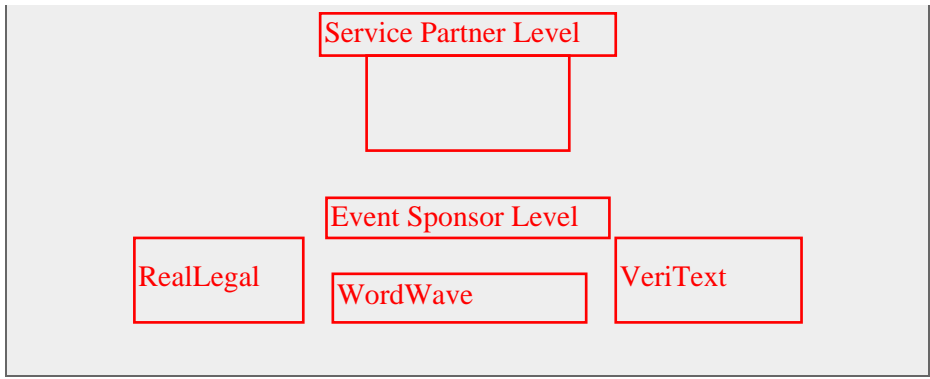 Service Partner Level
Event Sponsor Level
RealLegal
WordWave
VeriText